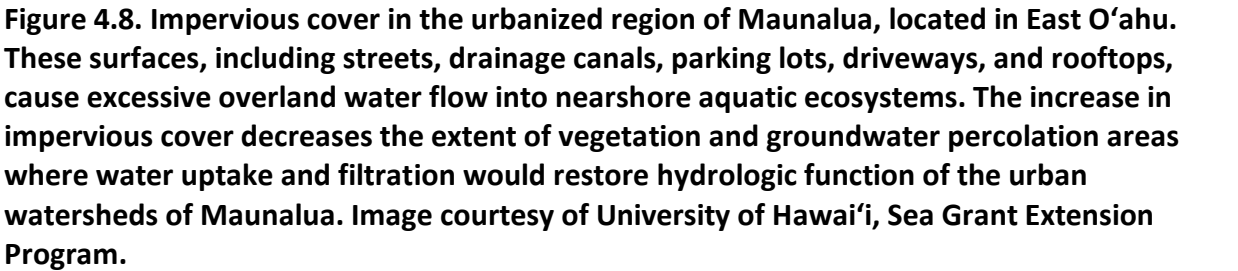 Figure 4.8. Impervious cover in the urbanized region of Maunalua, located in East Oʻahu.
These surfaces, including streets, drainage canals, parking lots, driveways, and rooftops,
cause excessive overland water flow into nearshore aquatic ecosystems. The increase in
impervious cover decreases the extent of vegetation and groundwater percolation areas
where water uptake and filtration would restore hydrologic function of the urban
watersheds of Maunalua. Image courtesy of University of Hawaiʻi, Sea Grant Extension
Program.